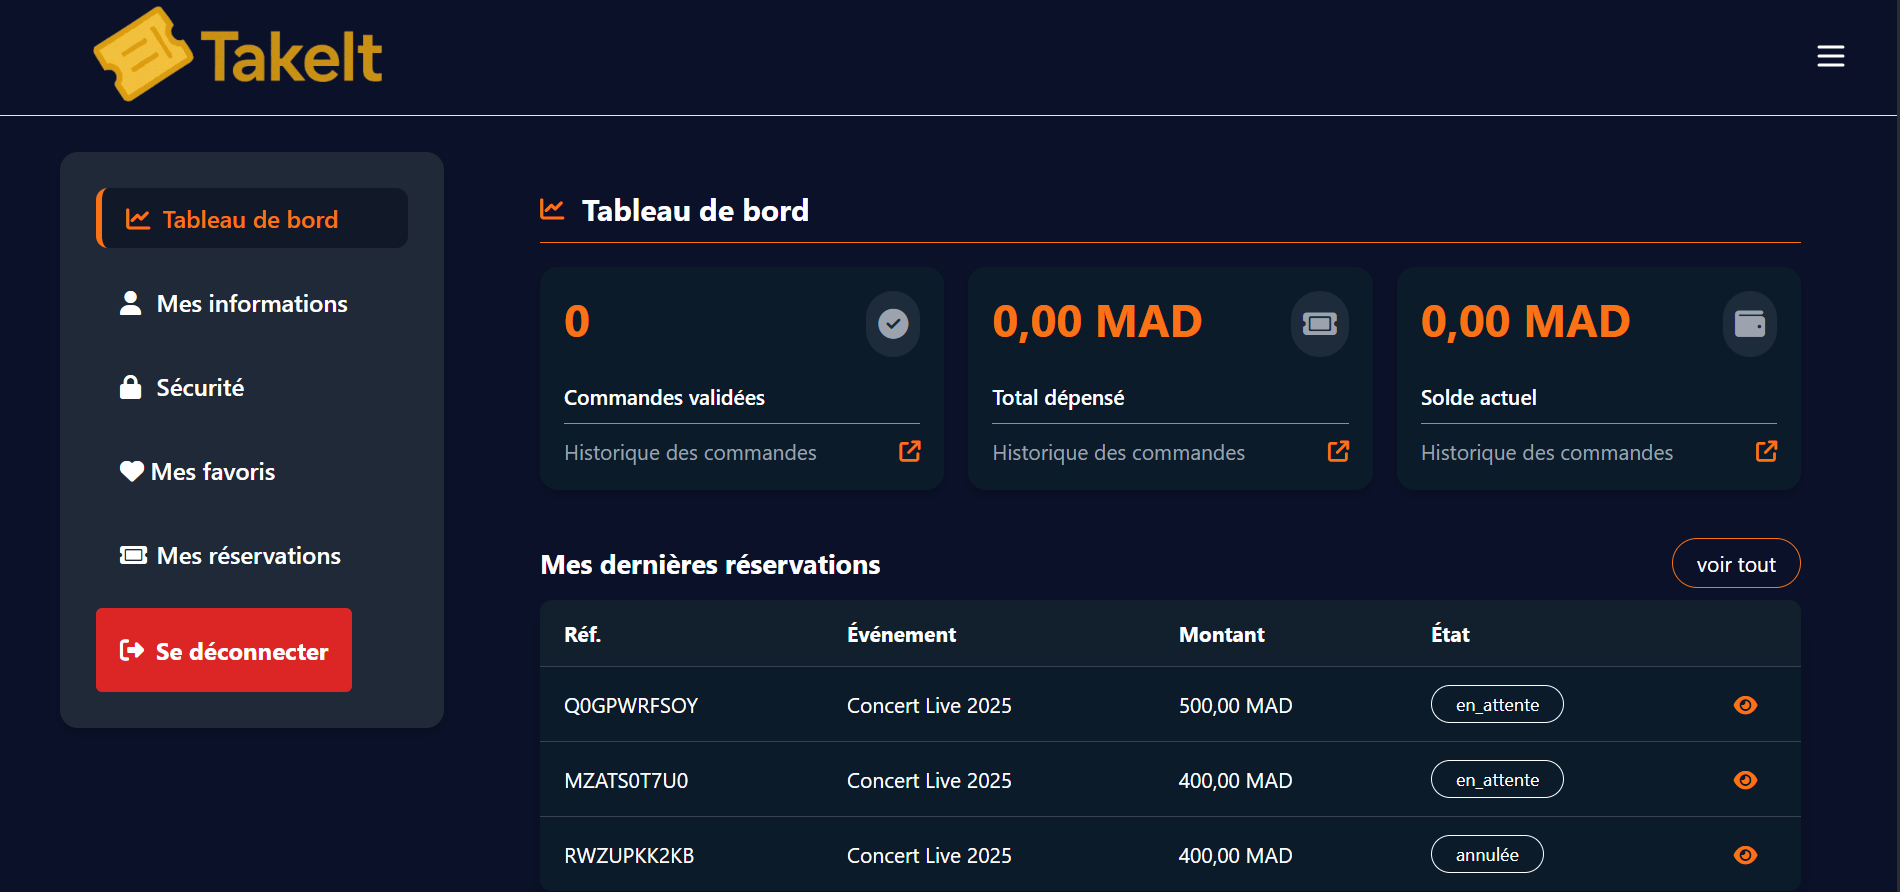 TakeIt
Tableau de bord
Mes informations
Sécurité
Mes favoris
Mes réservations
Se déconnecter
Tableau de bord
0
Commandes validées
Historique des commandes
0,00 MAD
Total dépensé
Historique des commandes
0,00 MAD
Solde actuel
Historique des commandes
Mes dernières réservations
voir tout
Réf. Événement Montant État
Q0GPWRFSOY Concert Live 2025 500,00 MAD en_attente
MZATS0T7U0 Concert Live 2025 400,00 MAD en_attente
RWZUPKK2KB Concert Live 2025 400,00 MAD annulée